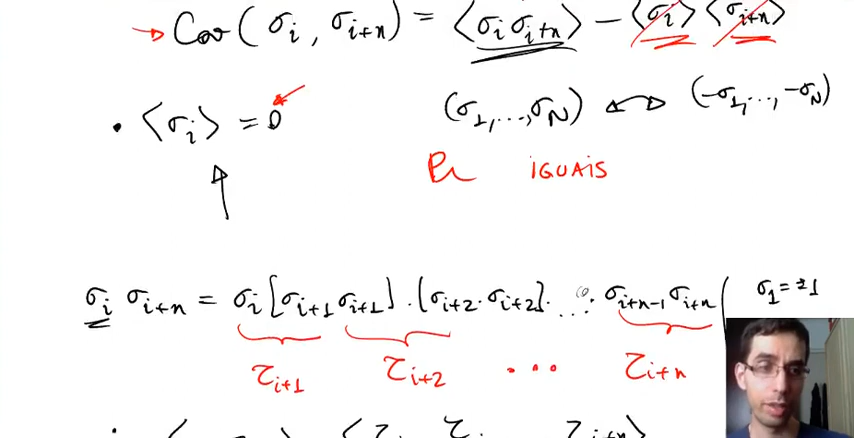 → Cov(σ_i, σ_{i+n}) = ⟨σ_i σ_{i+n}⟩ − ⟨σ_i⟩⟨σ_{i+n}⟩
• ⟨σ_i⟩ = 0 (σ_1,...,σ_N) ↔ (-σ_1,...,-σ_N)
Pr IGUAIS
σ_i σ_{i+n} = σ_i [σ_{i+1} σ_{i+1}] · [σ_{i+2} · σ_{i+2}] · ... · σ_{i+n-1} σ_{i+n} ( σ_1 = ±1
τ_{i+1} τ_{i+2} ... τ_{i+n}